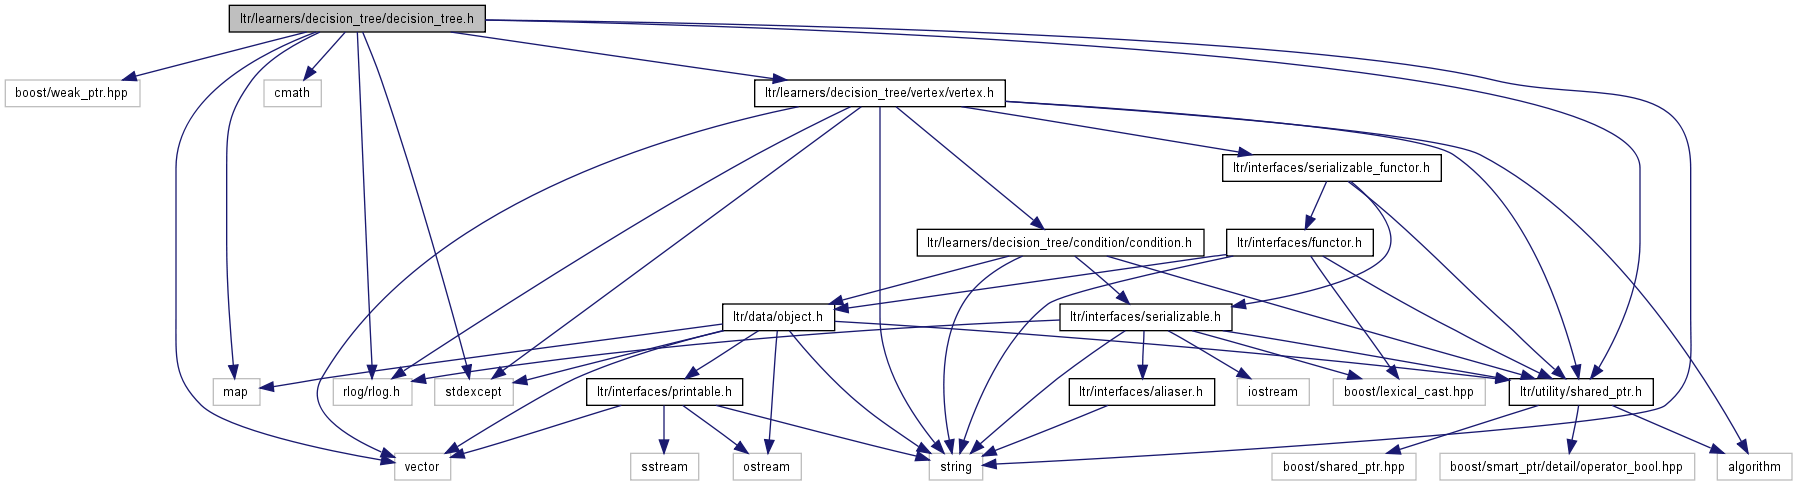 ltr/learners/decision_tree/decision_tree.h
boost/weak_ptr.hpp
cmath
ltr/learners/decision_tree/vertex/vertex.h
ltr/interfaces/serializable_functor.h
ltr/learners/decision_tree/condition/condition.h
ltr/interfaces/functor.h
ltr/data/object.h
ltr/interfaces/serializable.h
map
rlog/rlog.h
stdexcept
ltr/interfaces/printable.h
ltr/interfaces/aliaser.h
iostream
boost/lexical_cast.hpp
ltr/utility/shared_ptr.h
vector
sstream
ostream
string
boost/shared_ptr.hpp
boost/smart_ptr/detail/operator_bool.hpp
algorithm